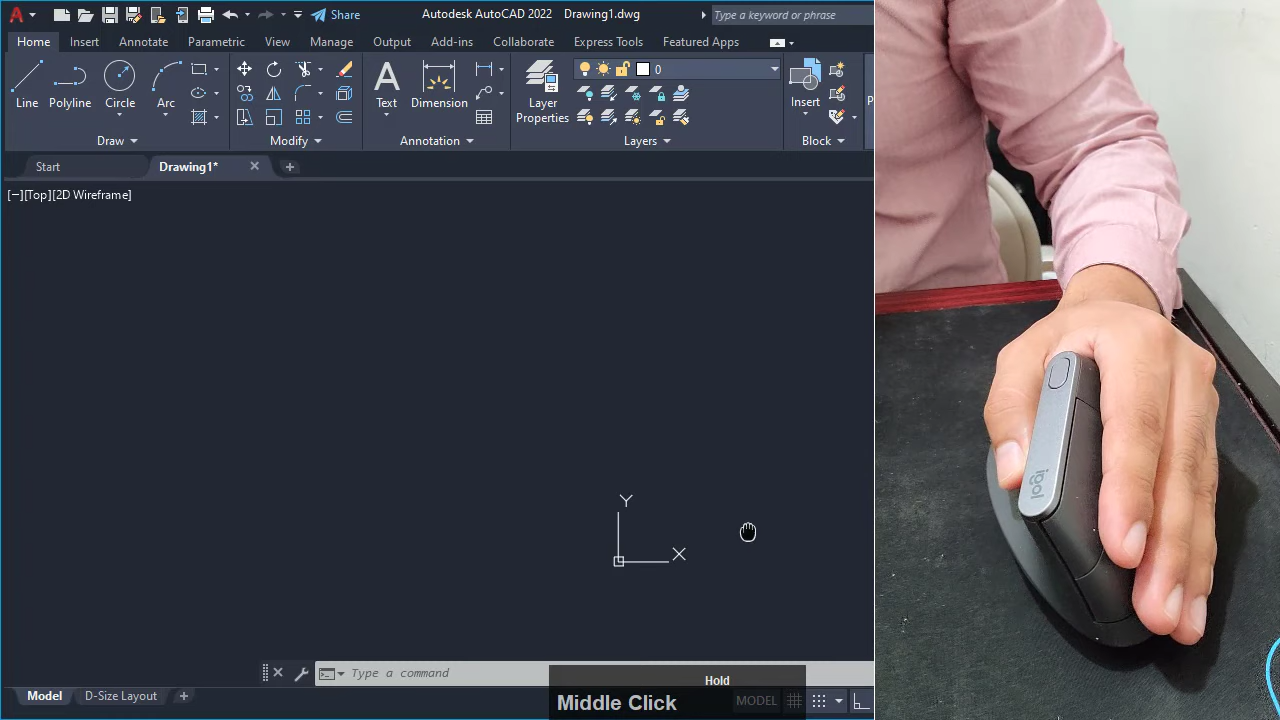 Share
Autodesk AutoCAD 2022 Drawing1.dwg
Type a keyword or phrase
Home Insert Annotate Parametric View Manage Output Add-ins Collaborate Express Tools Featured Apps
0
Line Polyline Circle Arc Text Dimension Layer Properties Insert
Draw Modify Annotation Layers Block
Start Drawing1*
[−][Top][2D Wireframe]
Y
X
Type a command
Hold
Middle Click
MODEL
Model D-Size Layout
logi